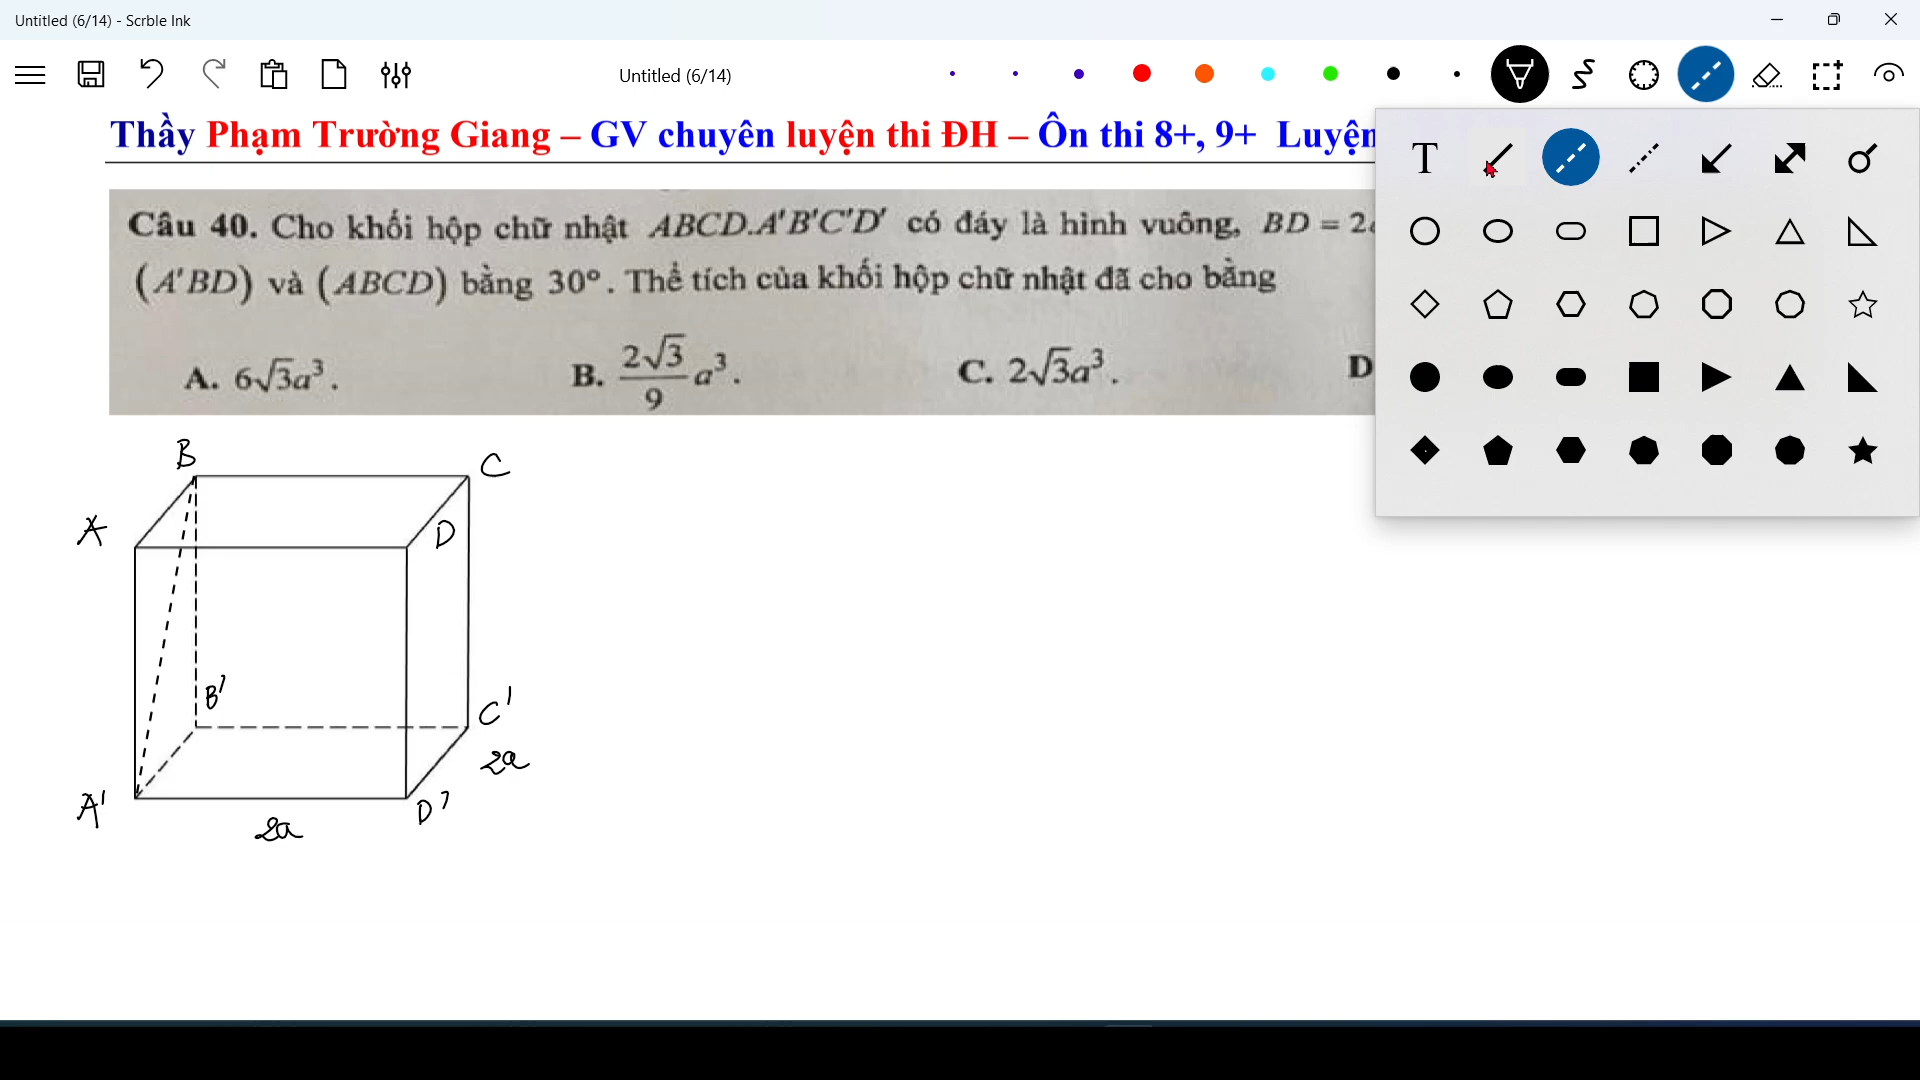 Untitled (6/14) - Scrble Ink
Untitled (6/14)
Thầy Phạm Trường Giang – GV chuyên luyện thi ĐH – Ôn thi 8+, 9+ Luyện
T
Câu 40. Cho khối hộp chữ nhật ABCD.A'B'C'D' có đáy là hình vuông, BD = 2
(A'BD) và (ABCD) bằng 30°. Thể tích của khối hộp chữ nhật đã cho bằng
A. 6√3a³. B. 2√3/9 a³. C. 2√3a³. D
B C
A D
B' C'
2a
A' D'
2a